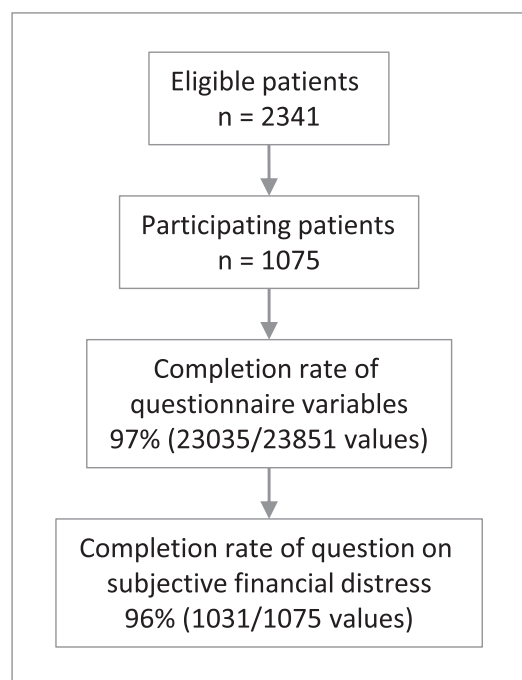 Eligible patients
n = 2341
Participating patients
n = 1075
Completion rate of
questionnaire variables
97% (23035/23851 values)
Completion rate of question on
subjective financial distress
96% (1031/1075 values)